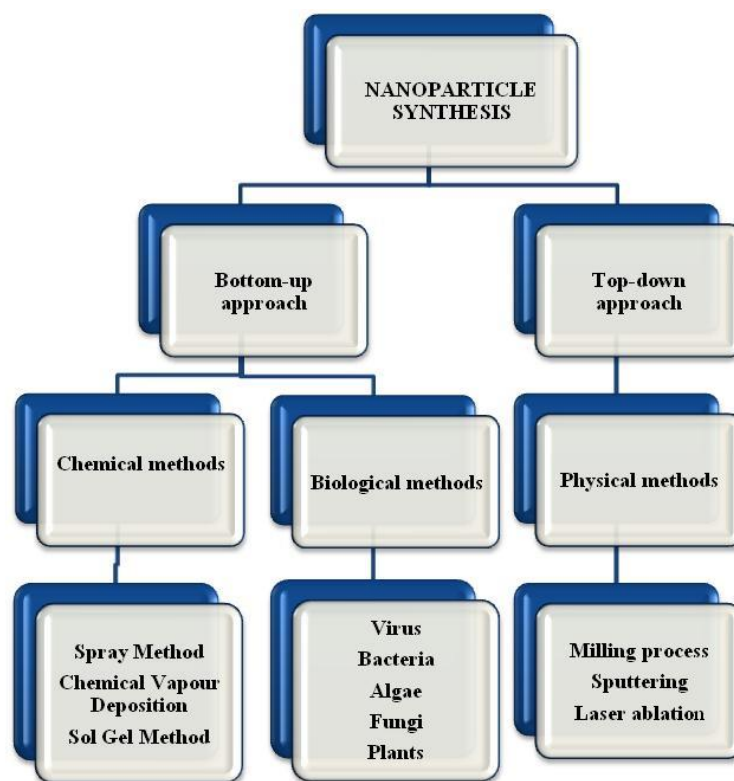 NANOPARTICLE
SYNTHESIS
Bottom-up
approach
Top-down
approach
Chemical methods
Biological methods
Physical methods
Spray Method
Chemical Vapour
Deposition
Sol Gel Method
Virus
Bacteria
Algae
Fungi
Plants
Milling process
Sputtering
Laser ablation